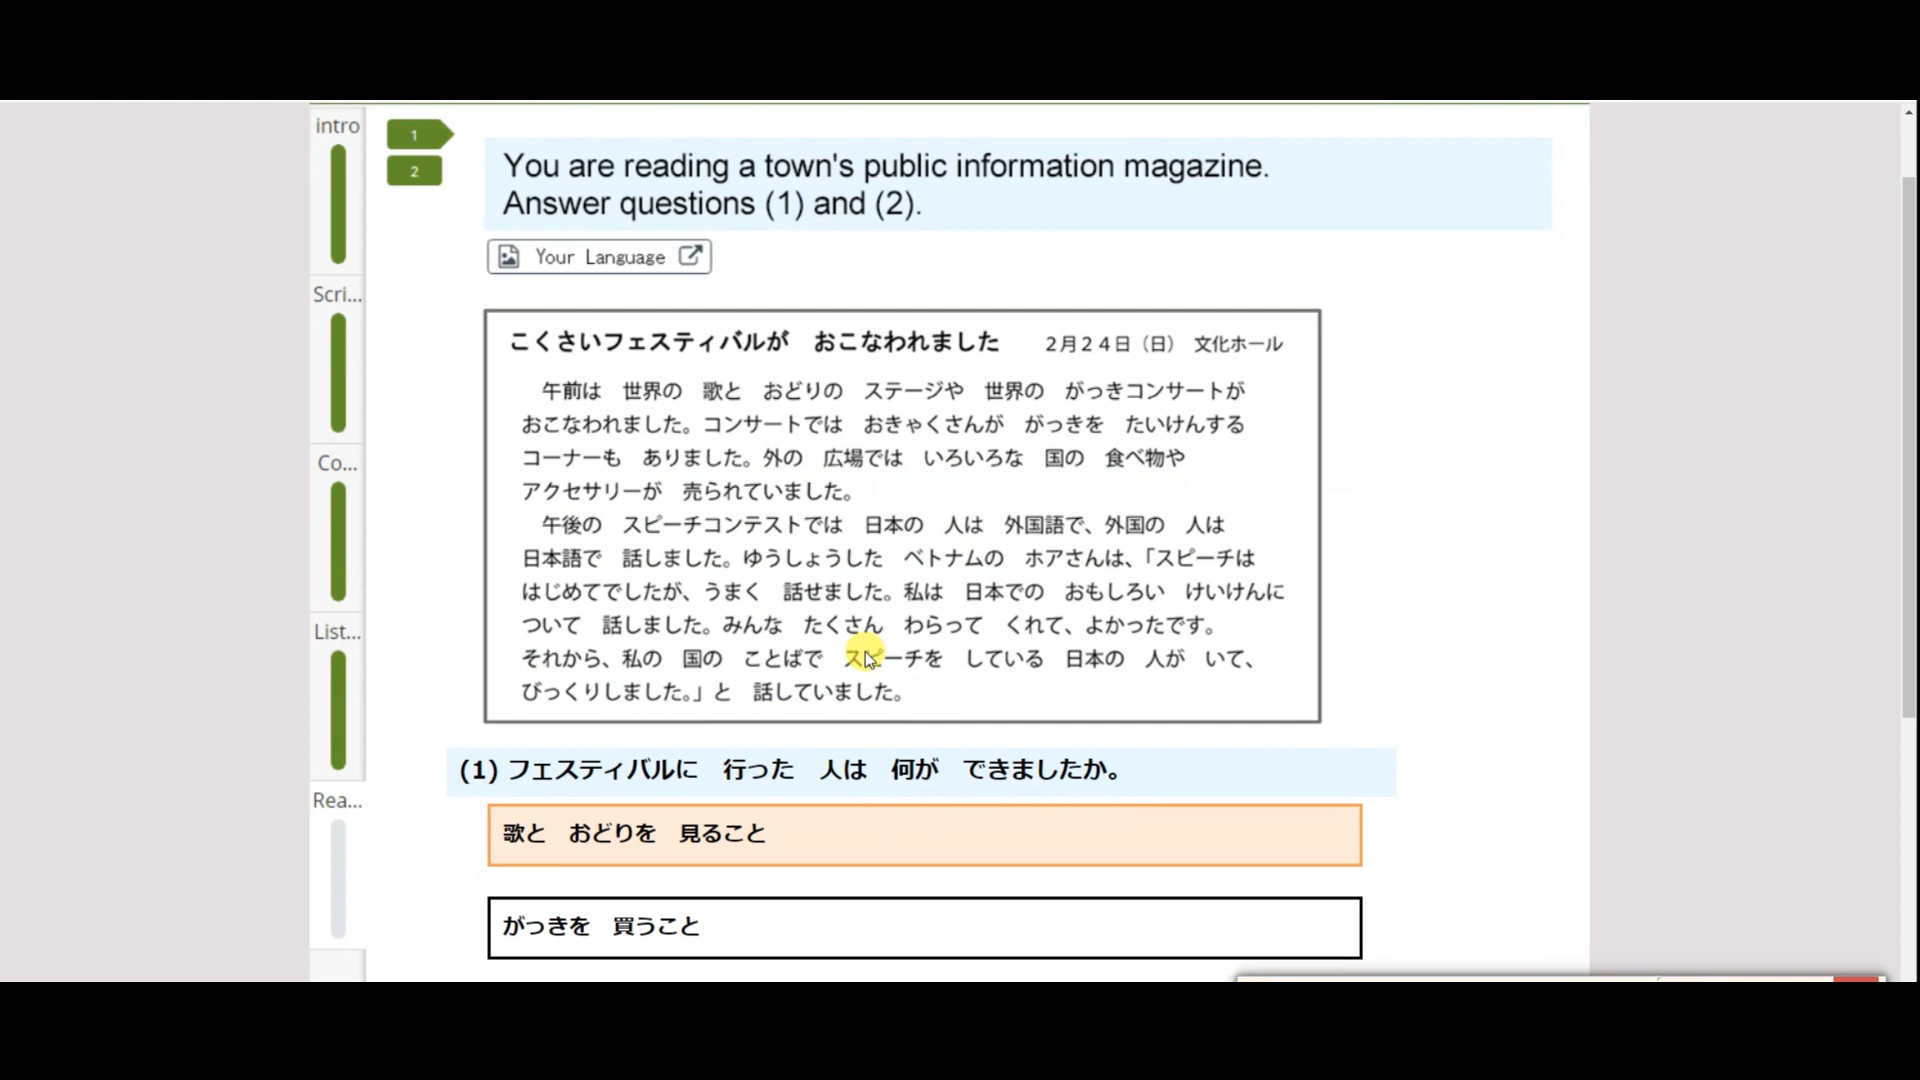 intro
1
2
You are reading a town's public information magazine.
Answer questions (1) and (2).
Your Language
Scri...
こくさいフェスティバルが　おこなわれました　２月２４日（日）　文化ホール
午前は　世界の　歌と　おどりの　ステージや　世界の　がっきコンサートが
おこなわれました。コンサートでは　おきゃくさんが　がっきを　たいけんする
コーナーも　ありました。外の　広場では　いろいろな　国の　食べ物や
アクセサリーが　売られていました。
午後の　スピーチコンテストでは　日本の　人は　外国語で、外国の　人は
日本語で　話しました。ゆうしょうした　ベトナムの　ホアさんは、「スピーチは
はじめてでしたが、うまく　話せました。私は　日本での　おもしろい　けいけんに
ついて　話しました。みんな　たくさん　わらって　くれて、よかったです。
それから、私の　国の　ことばで　スピーチを　している　日本の　人が　いて、
びっくりしました。」と　話していました。
Co...
List...
Rea...
(1) フェスティバルに　行った　人は　何が　できましたか。
歌と　おどりを　見ること
がっきを　買うこと